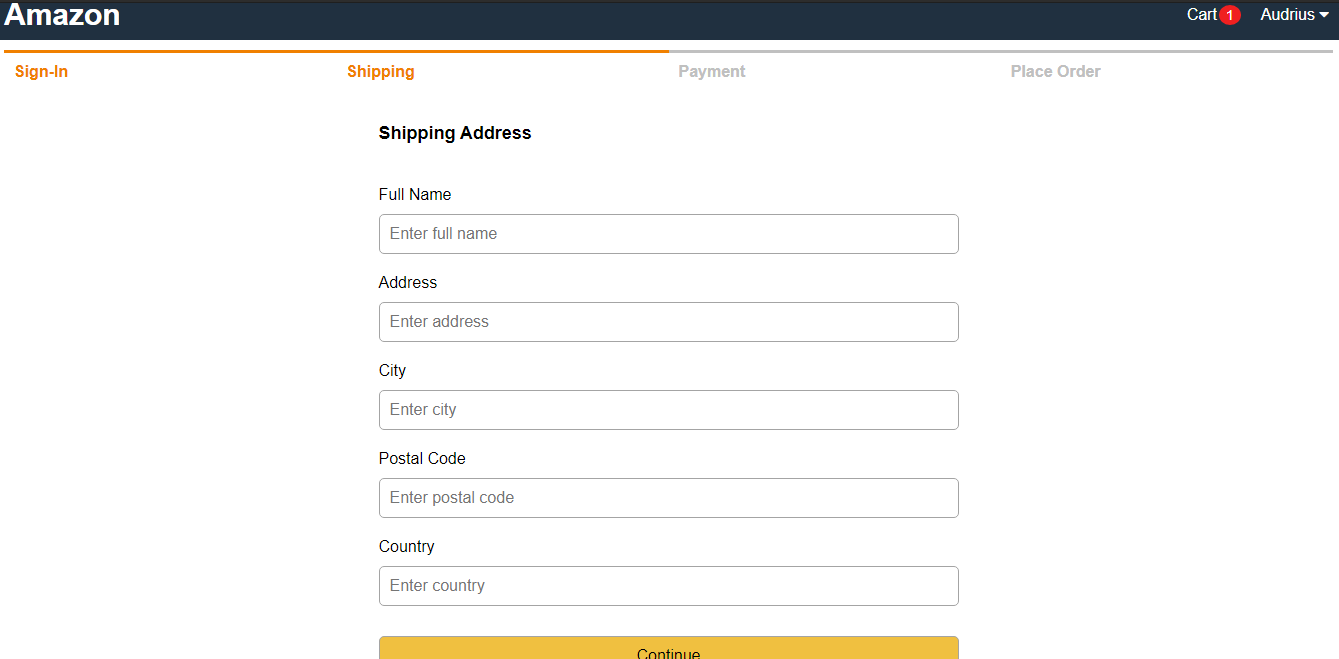 Amazon
Cart 1 Audrius
Sign-In Shipping Payment Place Order
Shipping Address
Full Name
Enter full name
Address
Enter address
City
Enter city
Postal Code
Enter postal code
Country
Enter country
Continue